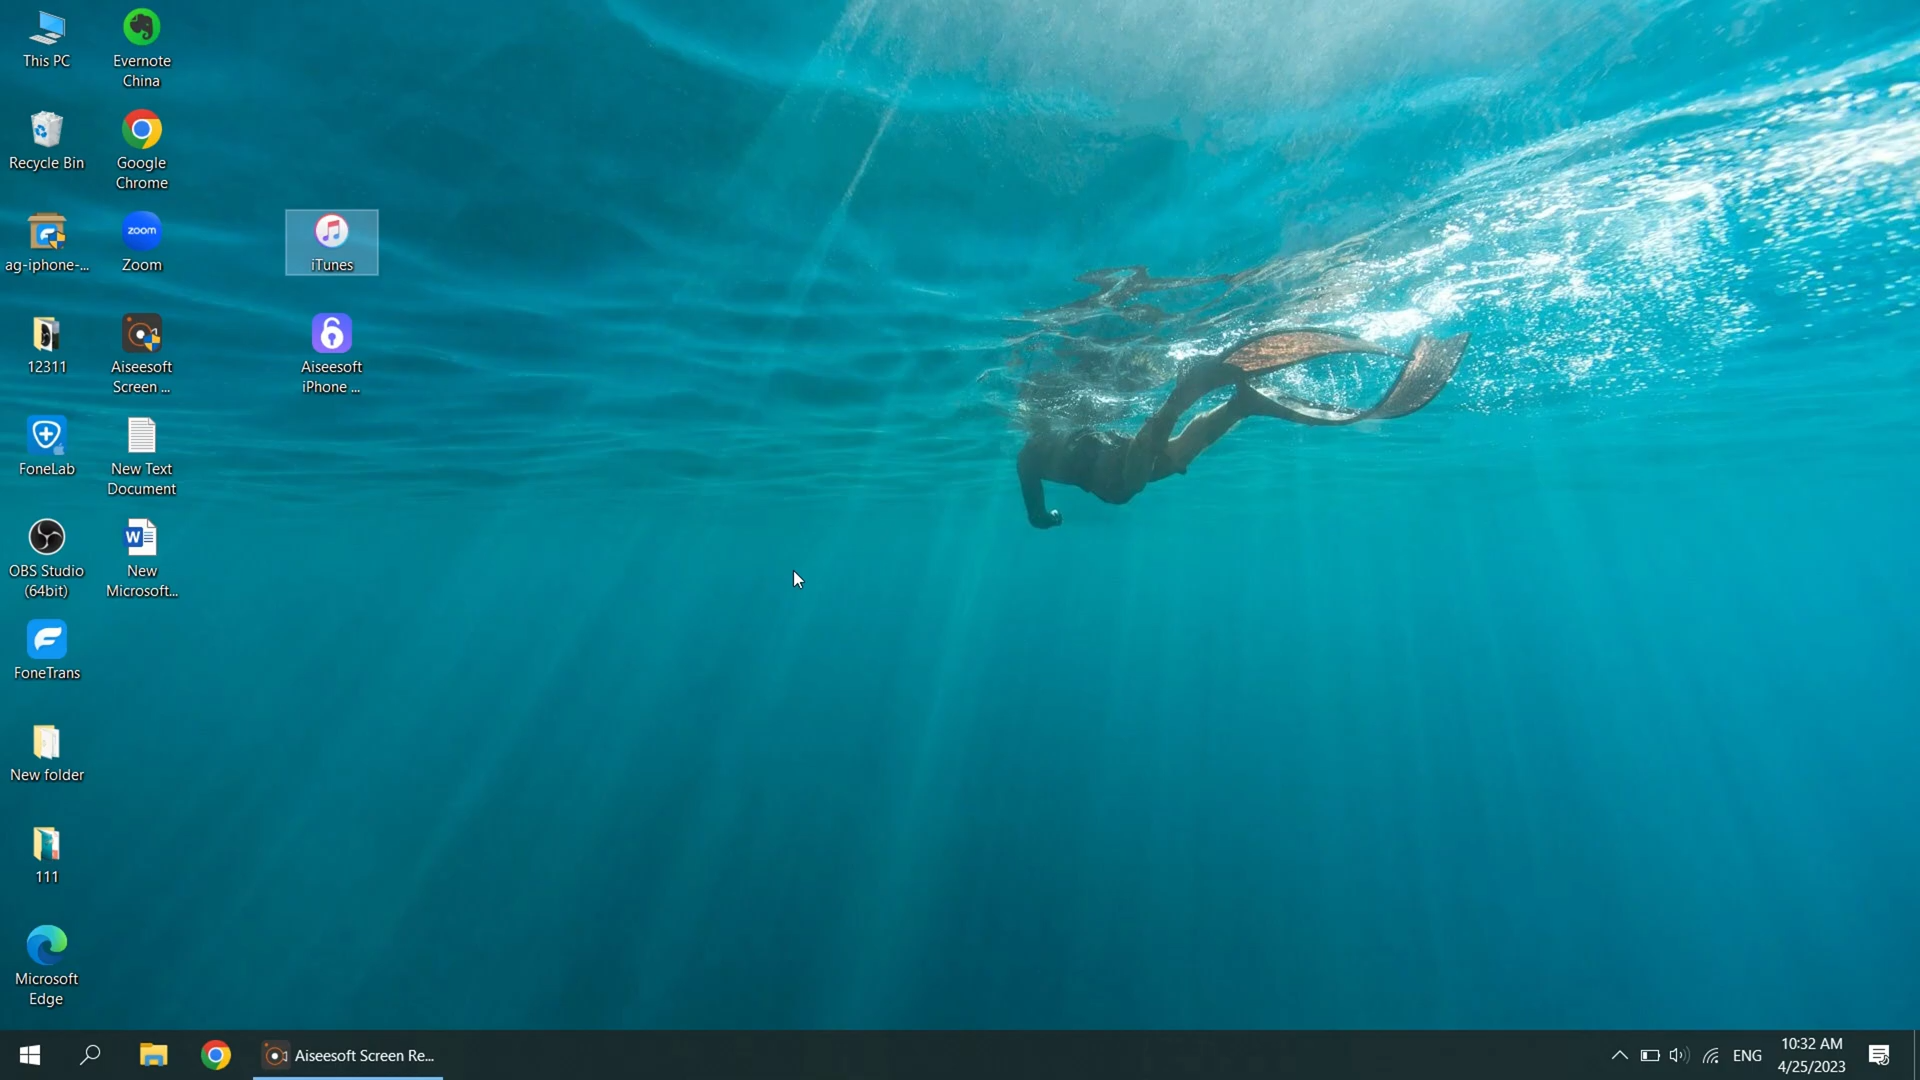 This PC
Evernote
China
Recycle Bin
Google
Chrome
ag-iphone-...
zoom
Zoom
iTunes
12311
Aiseesoft
Screen ...
Aiseesoft
iPhone ...
FoneLab
New Text
Document
OBS Studio
(64bit)
W
New
Microsoft...
FoneTrans
New folder
111
Microsoft
Edge
Aiseesoft Screen Re...
ENG
10:32 AM
4/25/2023